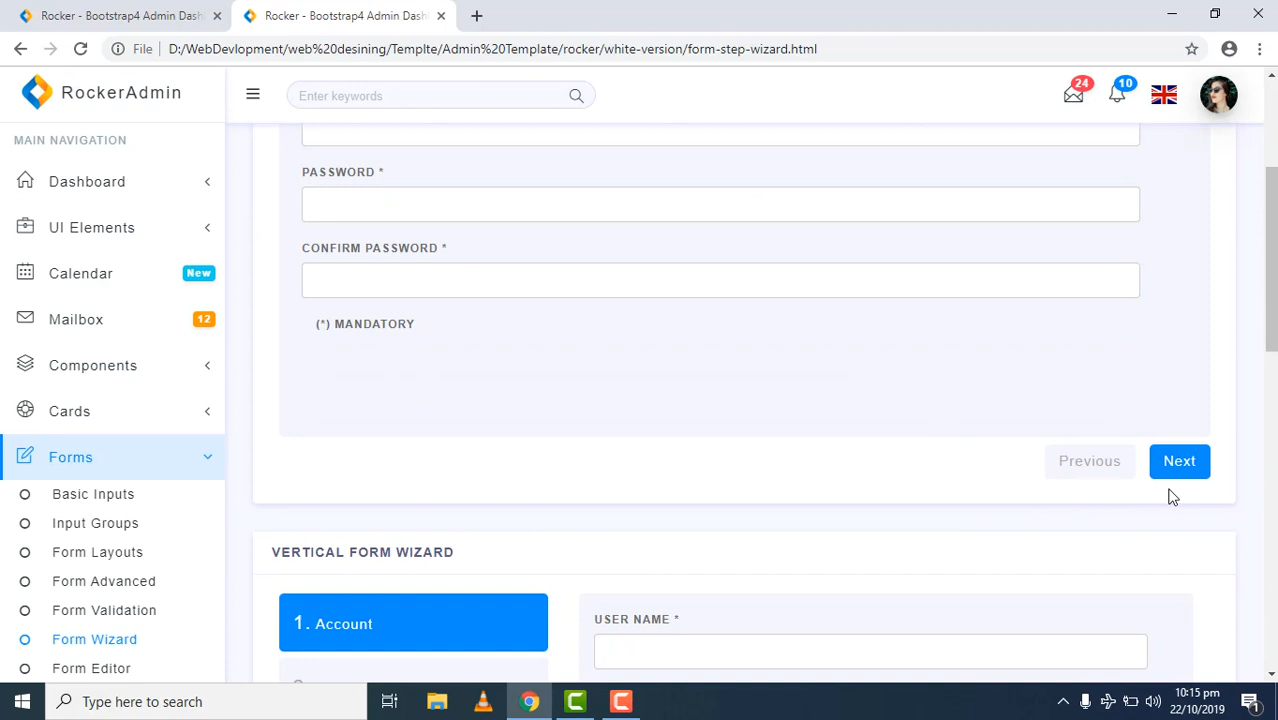 Rocker - Bootstrap4 Admin Dash
Rocker - Bootstrap4 Admin Dash
File
D:/WebDevlopment/web%20desining/Templte/Admin%20Template/rocker/white-version/form-step-wizard.html
RockerAdmin
Enter keywords
24
10
MAIN NAVIGATION
Dashboard
UI Elements
Calendar
New
Mailbox
12
Components
Cards
Forms
Basic Inputs
Input Groups
Form Layouts
Form Advanced
Form Validation
Form Wizard
Form Editor
PASSWORD *
CONFIRM PASSWORD *
(*) MANDATORY
Previous
Next
VERTICAL FORM WIZARD
1. Account
USER NAME *
Type here to search
10:15 pm
22/10/2019
1